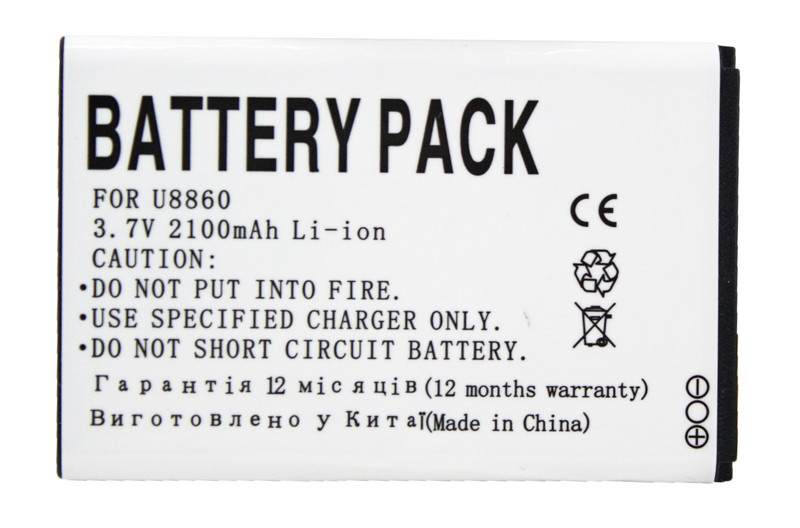 BATTERY PACK
FOR U8860
3.7V 2100mAh Li-ion
CAUTION:
·DO NOT PUT INTO FIRE.
·USE SPECIFIED CHARGER ONLY.
·DO NOT SHORT CIRCUIT BATTERY.
Гарантія 12 місяців (12 months warranty)
Виготовлено у Китаї(Made in China)
CE